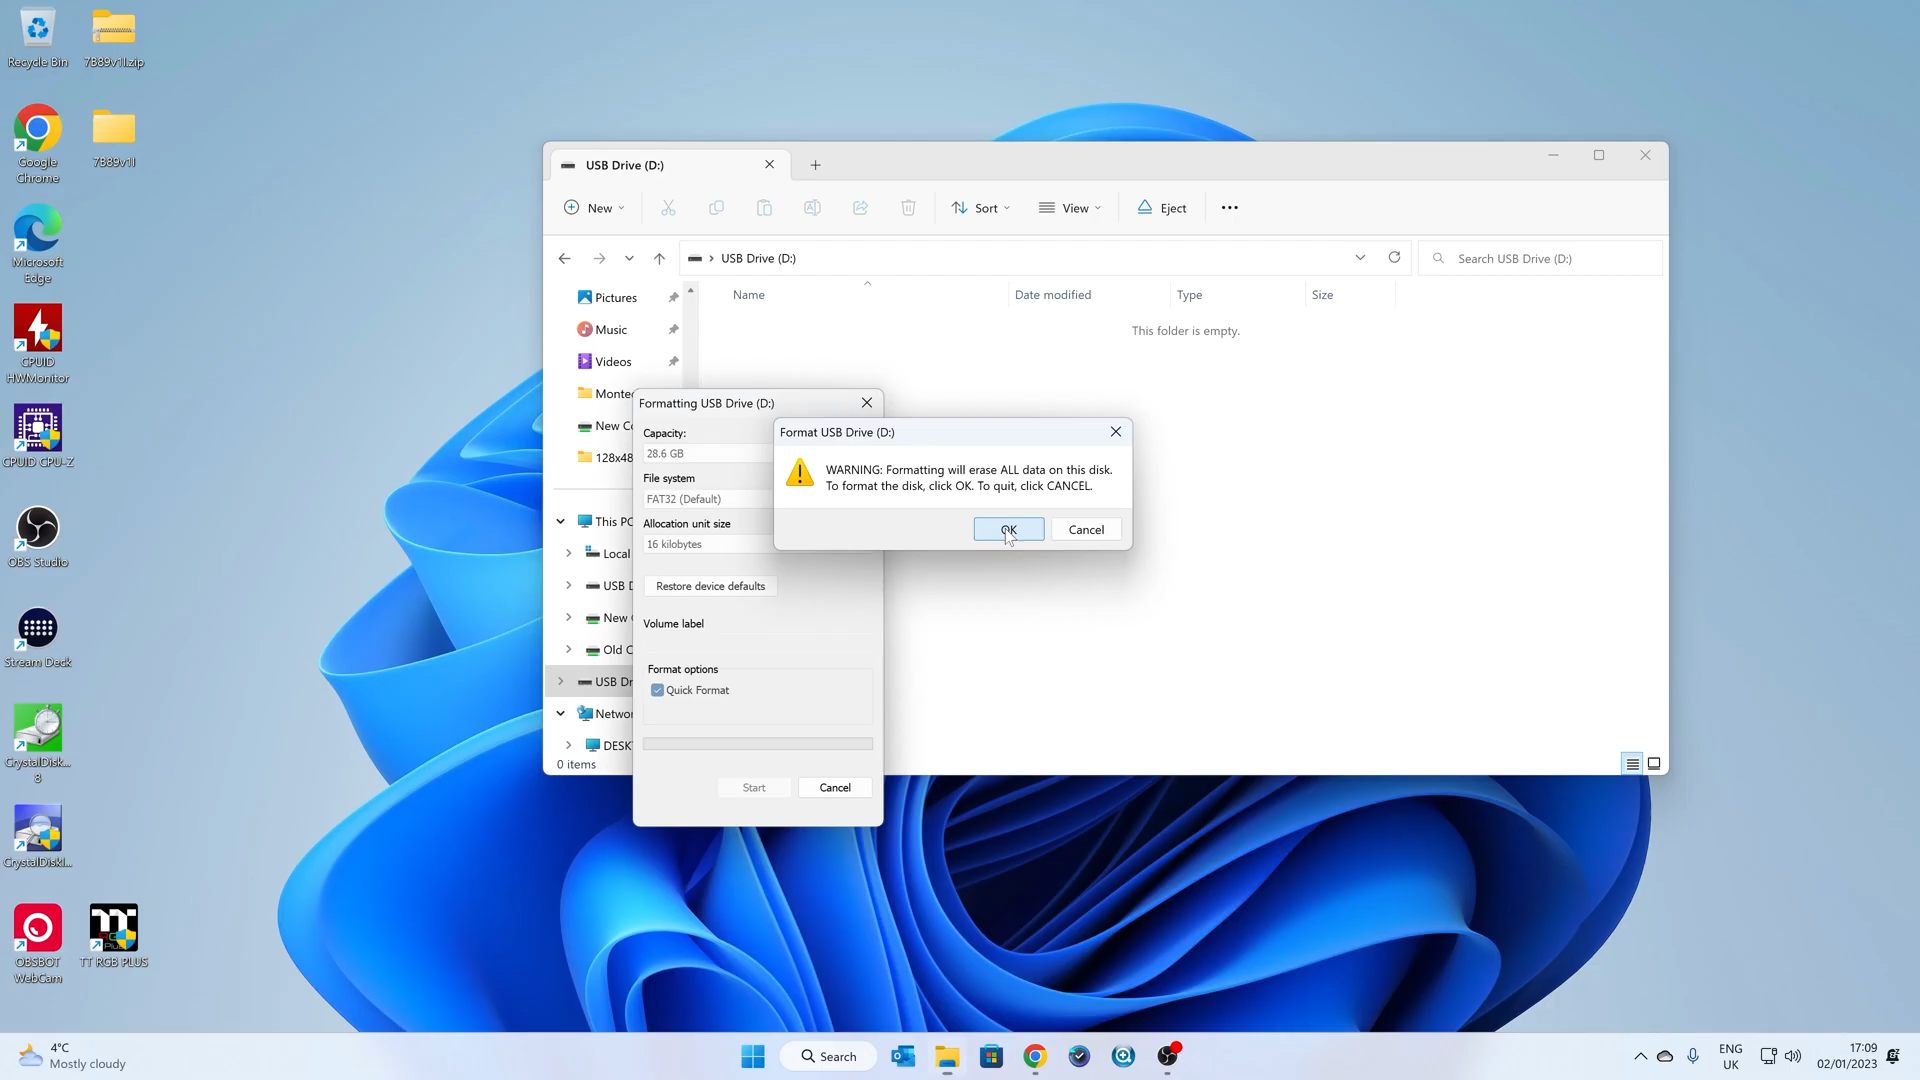 Recycle Bin
7B89v1I.zip
Google
Chrome
7B89v1I
Microsoft
Edge
CPUID
HWMonitor
CPUID CPU-Z
OBS Studio
Stream Deck
CrystalDisk...
8
CrystalDiskI...
OBSBOT
WebCam
TT RGB PLUS
USB Drive (D:)
New
Sort
View
Eject
USB Drive (D:)
Search USB Drive (D:)
Name
Date modified
Type
Size
This folder is empty.
Pictures
Music
Videos
Monte
New Co
128x48
This PC
Local
USB D
New
Old C
USB Dr
Networ
DESK
0 items
Formatting USB Drive (D:)
Capacity:
28.6 GB
File system
FAT32 (Default)
Allocation unit size
16 kilobytes
Restore device defaults
Volume label
Format options
Quick Format
Start
Cancel
Format USB Drive (D:)
WARNING: Formatting will erase ALL data on this disk.
To format the disk, click OK. To quit, click CANCEL.
OK
Cancel
4°C
Mostly cloudy
Search
ENG
UK
17:09
02/01/2023